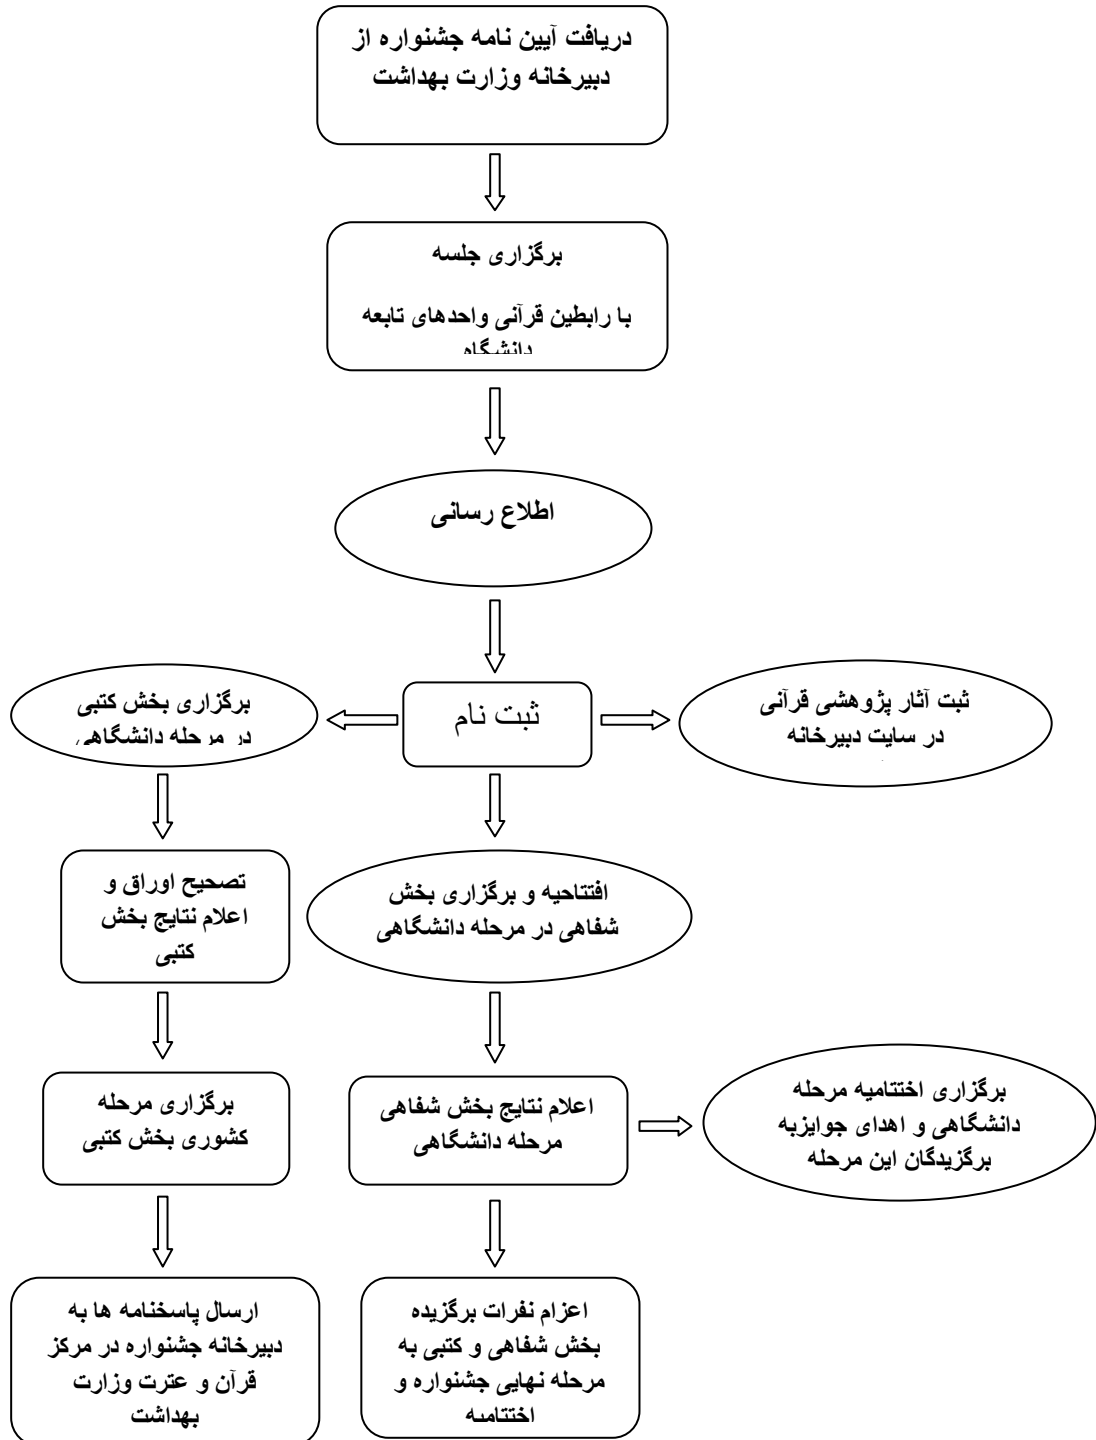 دریافت آیین نامه جشنواره از
دبیرخانه وزارت بهداشت
برگزاری جلسه
با رابطین قرآنی واحدهای تابعه
دانشگاه
اطلاع رسانی
ثبت نام
ثبت آثار پژوهشی قرآنی
در سایت دبیرخانه
برگزاری بخش کتبی
در مرحله دانشگاهی
افتتاحیه و برگزاری بخش
شفاهی در مرحله دانشگاهی
تصحیح اوراق و
اعلام نتایج بخش
کتبی
برگزاری اختتامیه مرحله
دانشگاهی و اهدای جوایزبه
برگزیدگان این مرحله
اعلام نتایج بخش شفاهی
مرحله دانشگاهی
برگزاری مرحله
کشوری بخش کتبی
اعزام نفرات برگزیده
بخش شفاهی و کتبی به
مرحله نهایی جشنواره و
اختتامیه
ارسال پاسخنامه ها به
دبیرخانه جشنواره در مرکز
قرآن و عترت وزارت
بهداشت